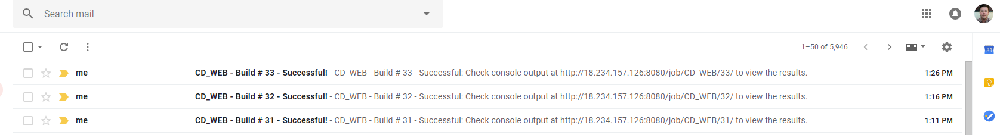 Search mail
1–50 of 5,946
31
me CD_WEB - Build # 33 - Successful! - CD_WEB - Build # 33 - Successful: Check console output at http://18.234.157.126:8080/job/CD_WEB/33/ to view the results. 1:26 PM
me CD_WEB - Build # 32 - Successful! - CD_WEB - Build # 32 - Successful: Check console output at http://18.234.157.126:8080/job/CD_WEB/32/ to view the results. 1:16 PM
me CD_WEB - Build # 31 - Successful! - CD_WEB - Build # 31 - Successful: Check console output at http://18.234.157.126:8080/job/CD_WEB/31/ to view the results. 1:11 PM